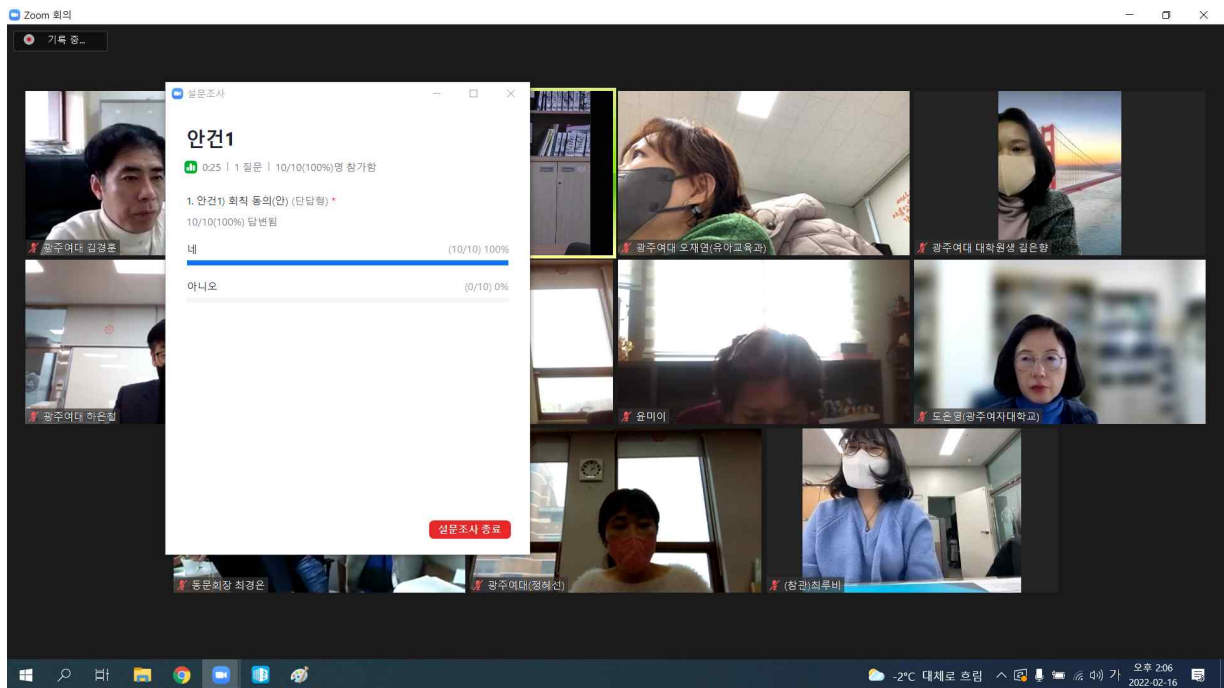 Zoom 회의
기록 중...
설문조사
안건1
0:25 | 1 질문 | 10/10(100%)명 참가함
1. 안건1) 회칙 동의(안) (단답형) *
10/10(100%) 답변됨
네 (10/10) 100%
아니오 (0/10) 0%
설문조사 종료
광주여대 김경훈
광주여대 오재연(유아교육과)
광주여대 대학원생 김은향
광주여대 하은철
윤미이
도은영(광주여자대학교)
동문회장 최경은
광주여대(정혜선)
(참관)최루비
-2°C 대체로 흐림
가
오후 2:06
2022-02-16